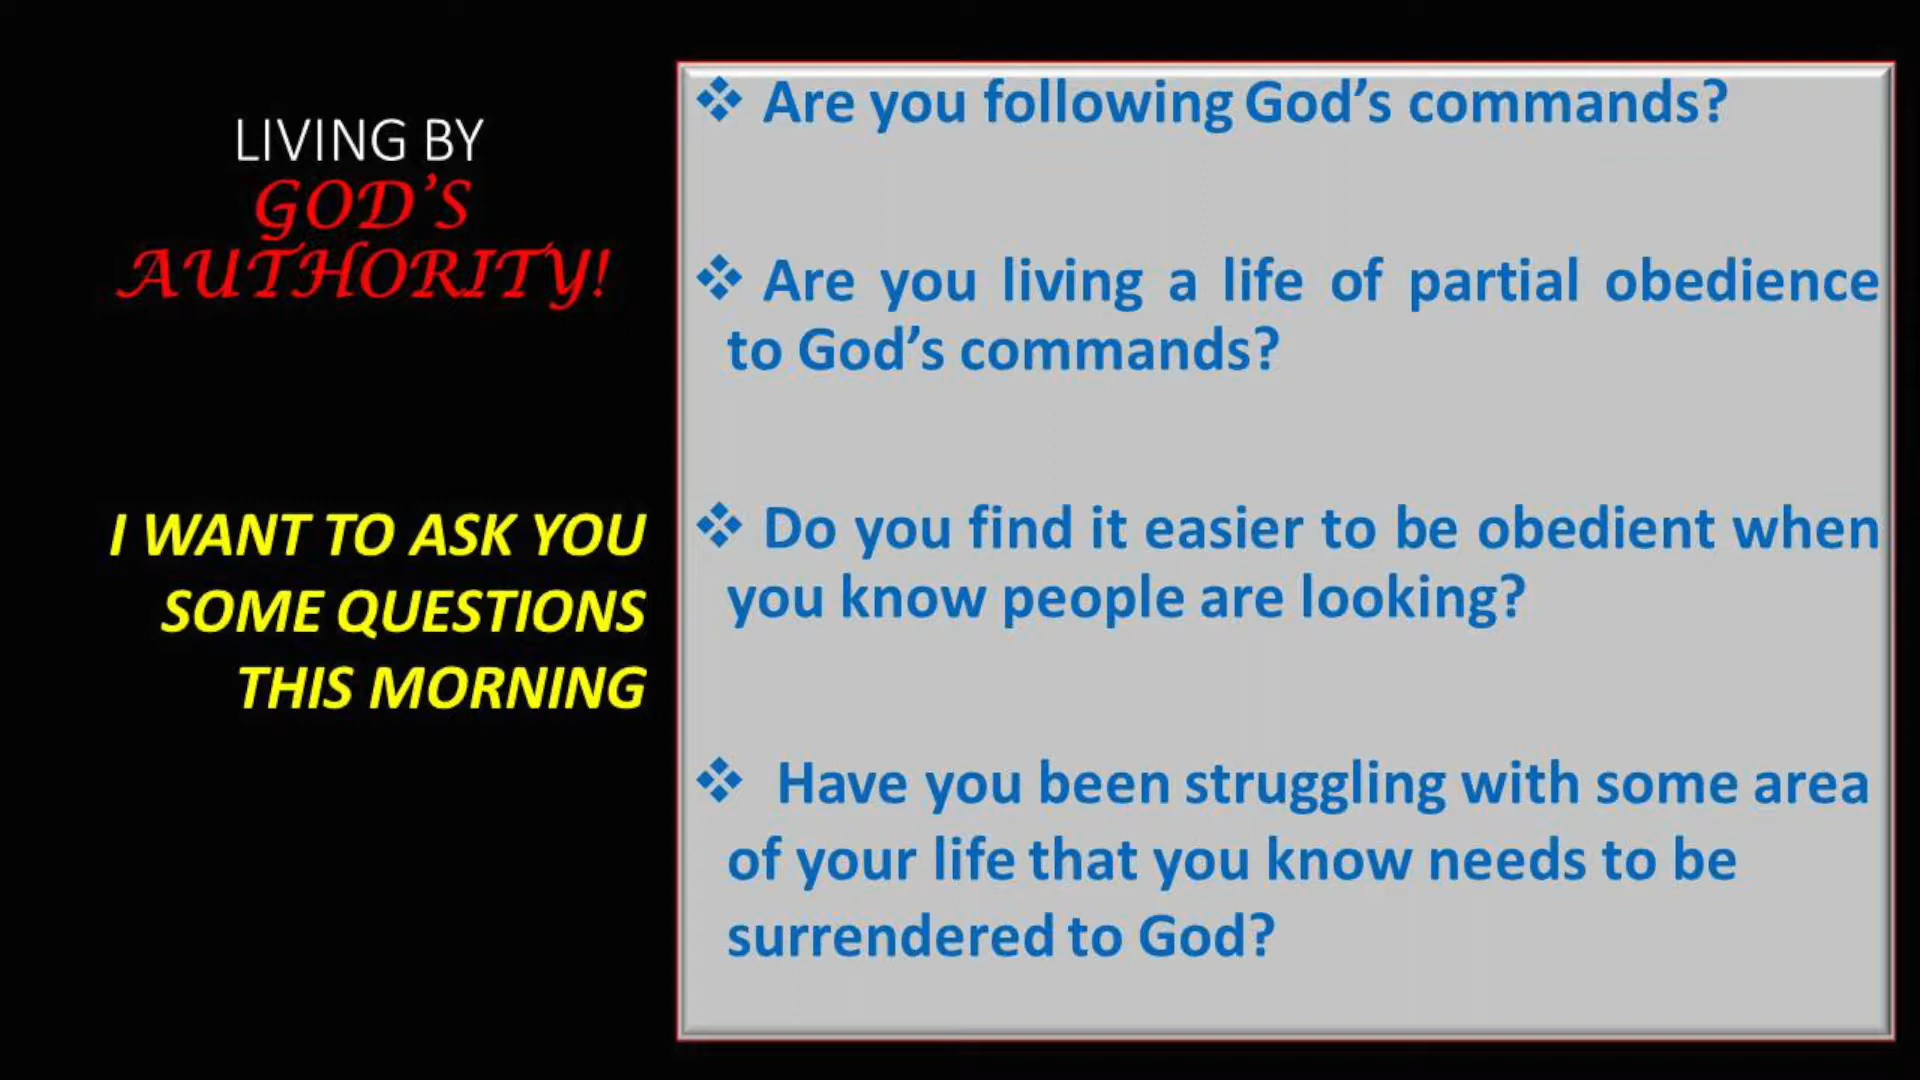 LIVING BY
GOD'S
AUTHORITY!
I WANT TO ASK YOU
SOME QUESTIONS
THIS MORNING
❖ Are you following God's commands?
❖ Are you living a life of partial obedience
to God's commands?
❖ Do you find it easier to be obedient when
you know people are looking?
❖ Have you been struggling with some area
of your life that you know needs to be
surrendered to God?